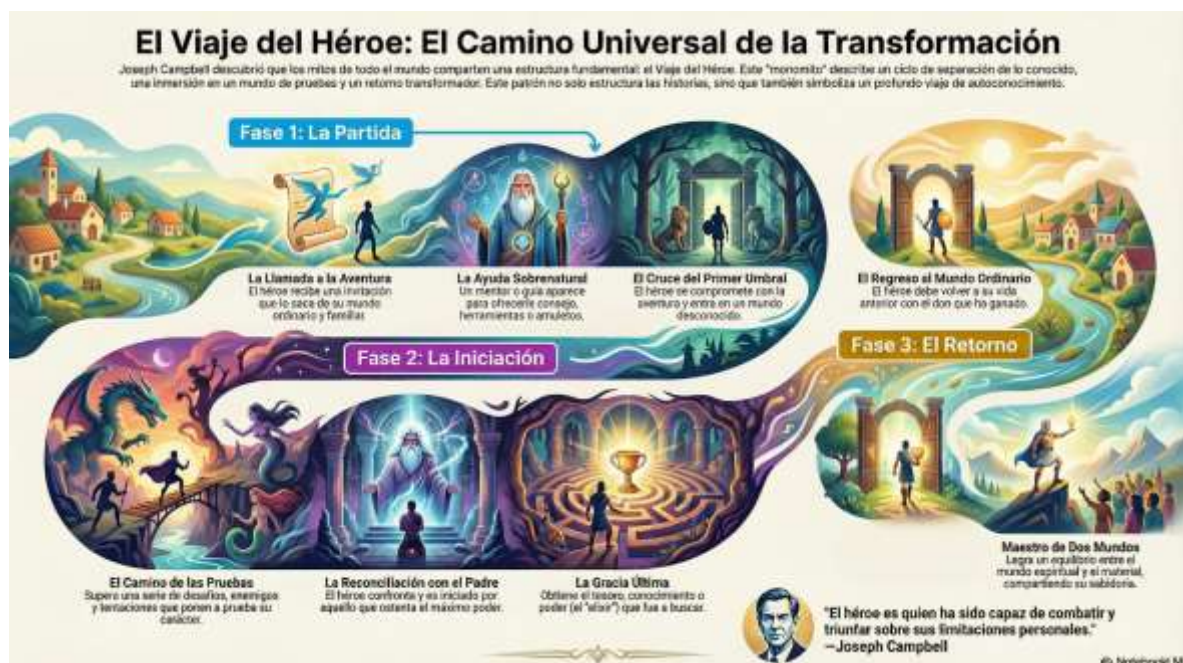 El Viaje del Héroe: El Camino Universal de la Transformación
Joseph Campbell descubrió que los mitos de todo el mundo comparten una estructura fundamental: el Viaje del Héroe. Este "monomito" describe un ciclo de separación de lo conocido,
una inmersión en un mundo de pruebas y un retorno transformador. Este patrón no solo estructura las historias, sino que también simboliza un profundo viaje de autoconocimiento.
Fase 1: La Partida
La Llamada a la Aventura
El héroe recibe una invitación
que lo saca de su mundo
ordinario y familiar.
La Ayuda Sobrenatural
Un mentor o guía aparece
para ofrecerle consejo,
herramientas o amuletos.
El Cruce del Primer Umbral
El héroe se compromete con la
aventura y entra en un mundo
desconocido.
Fase 2: La Iniciación
El Camino de las Pruebas
Supera una serie de desafíos, enemigos
y tentaciones que ponen a prueba su
carácter.
La Reconciliación con el Padre
El héroe confronta y es iniciado por
aquello que ostenta el máximo poder.
La Gracia Última
Obtiene el tesoro, conocimiento o
poder (el "elixir") que fue a buscar.
Fase 3: El Retorno
El Regreso al Mundo Ordinario
El héroe debe volver a su vida
anterior con el don que ha ganado.
Maestro de Dos Mundos
Logra un equilibrio entre el
mundo espiritual y el material,
compartiendo su sabiduría.
"El héroe es quien ha sido capaz de combatir y
triunfar sobre sus limitaciones personales."
—Joseph Campbell